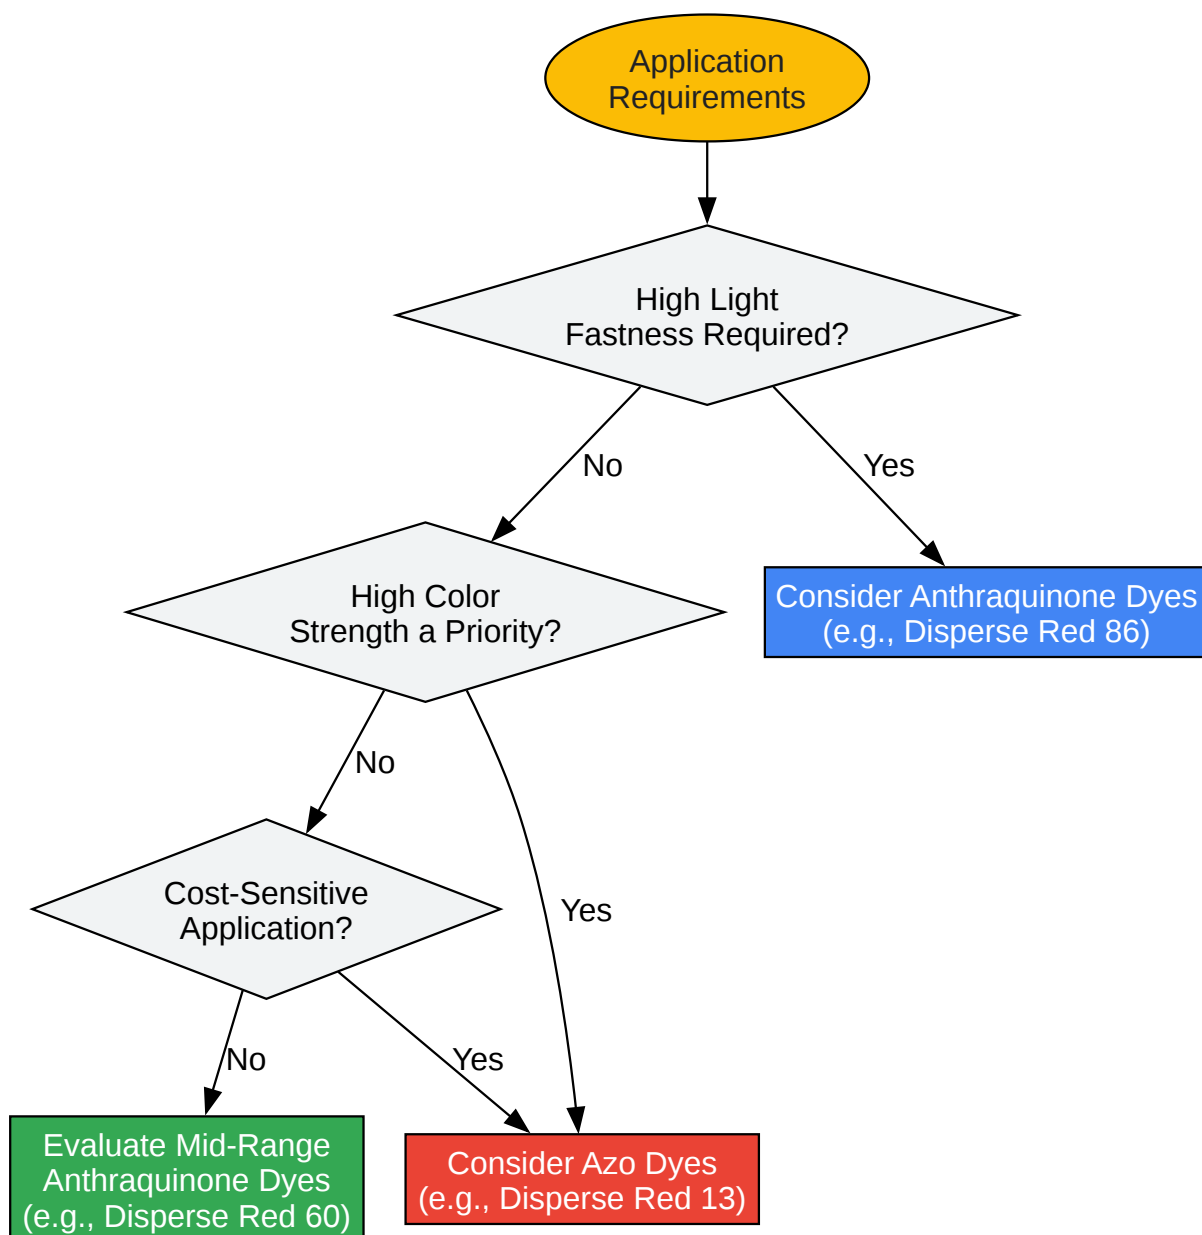 Application
Requirements
High Light
Fastness Required?
No
Yes
High Color
Strength a Priority?
Consider Anthraquinone Dyes
(e.g., Disperse Red 86)
No
Cost-Sensitive
Application?
Yes
No
Yes
Evaluate Mid-Range
Anthraquinone Dyes
(e.g., Disperse Red 60)
Consider Azo Dyes
(e.g., Disperse Red 13)